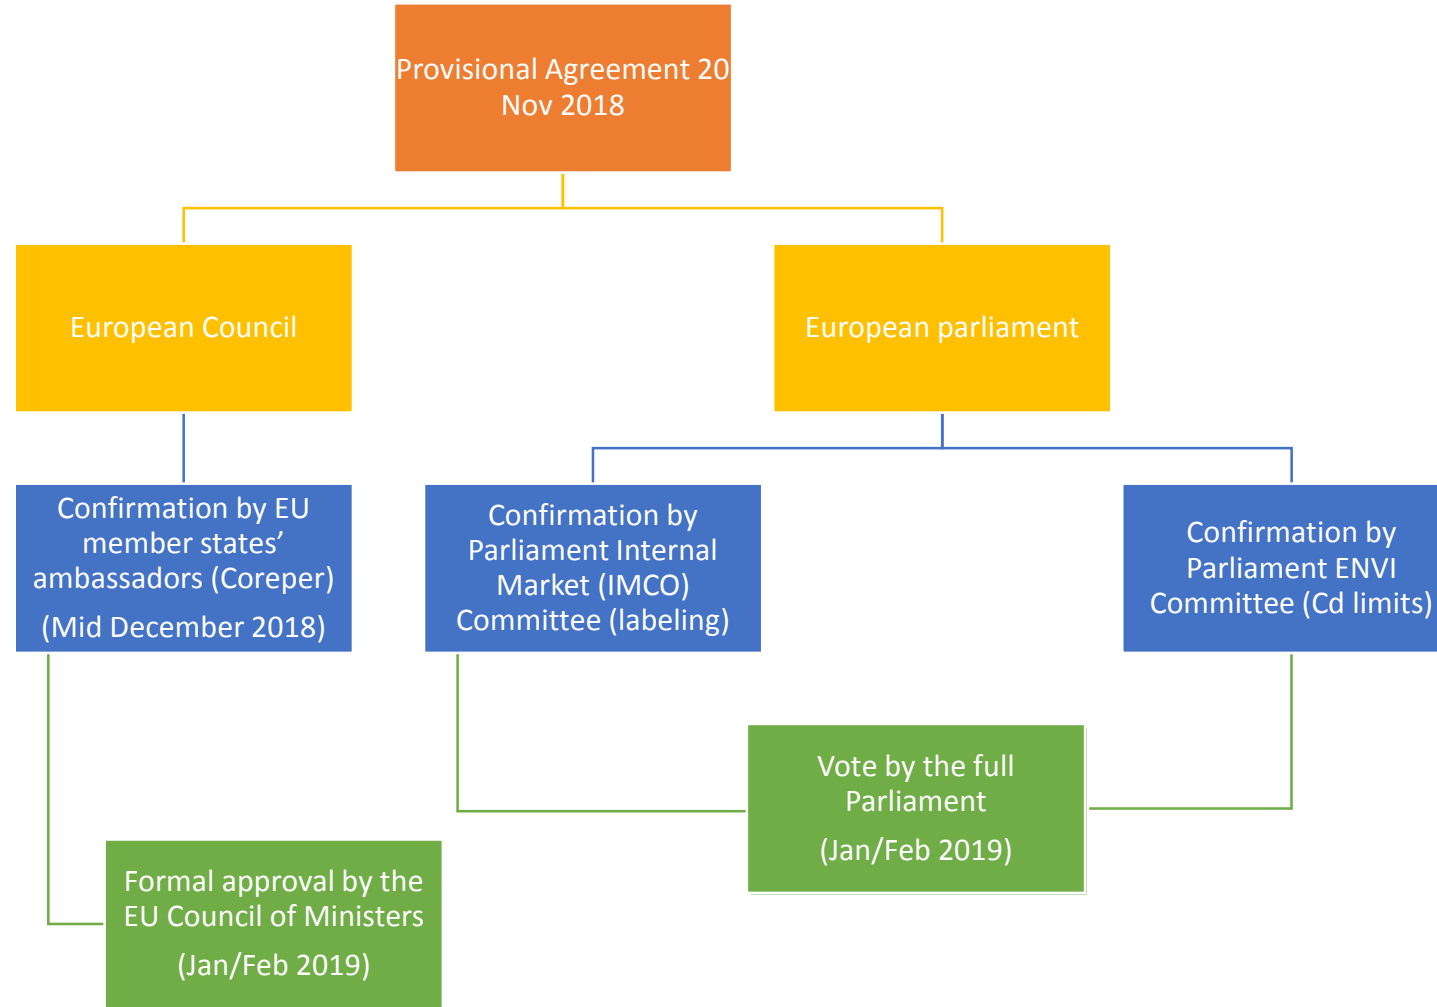 Provisional Agreement 20
Nov 2018
European Council
European parliament
Confirmation by EU
member states’
ambassadors (Coreper)
(Mid December 2018)
Confirmation by
Parliament Internal
Market (IMCO)
Committee (labeling)
Confirmation by
Parliament ENVI
Committee (Cd limits)
Vote by the full
Parliament
(Jan/Feb 2019)
Formal approval by the
EU Council of Ministers
(Jan/Feb 2019)